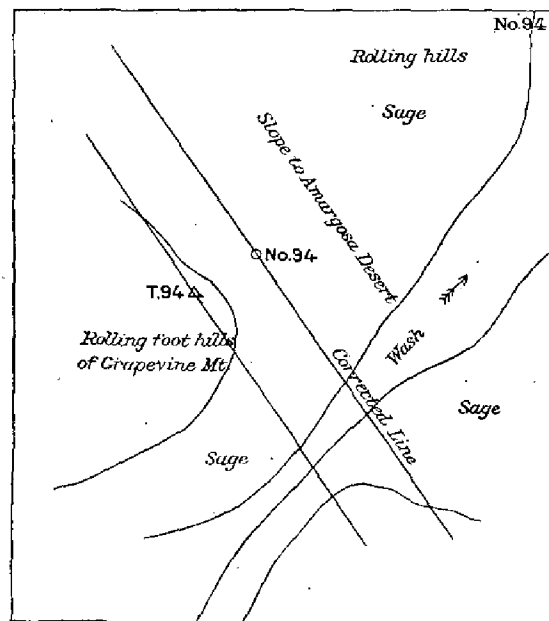 No.94
Rolling hills
Sage
Slope to Amargosa Desert
No.94
T.94
Rolling foot hills
of Grapevine Mt.
Wash
Corrected Line
Sage
Sage